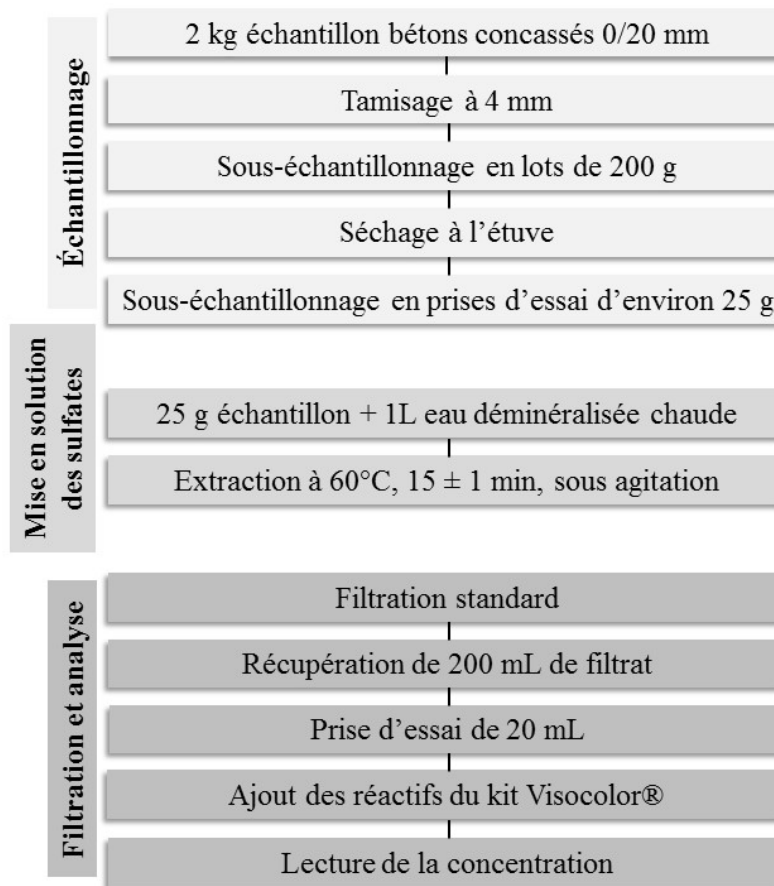 Échantillonnage
2 kg échantillon bétons concassés 0/20 mm
Tamisage à 4 mm
Sous-échantillonnage en lots de 200 g
Séchage à l'étuve
Sous-échantillonnage en prises d'essai d'environ 25 g
Mise en solution
des sulfates
25 g échantillon + 1L eau déminéralisée chaude
Extraction à 60°C, 15 ± 1 min, sous agitation
Filtration et analyse
Filtration standard
Récupération de 200 mL de filtrat
Prise d'essai de 20 mL
Ajout des réactifs du kit Visocolor®
Lecture de la concentration